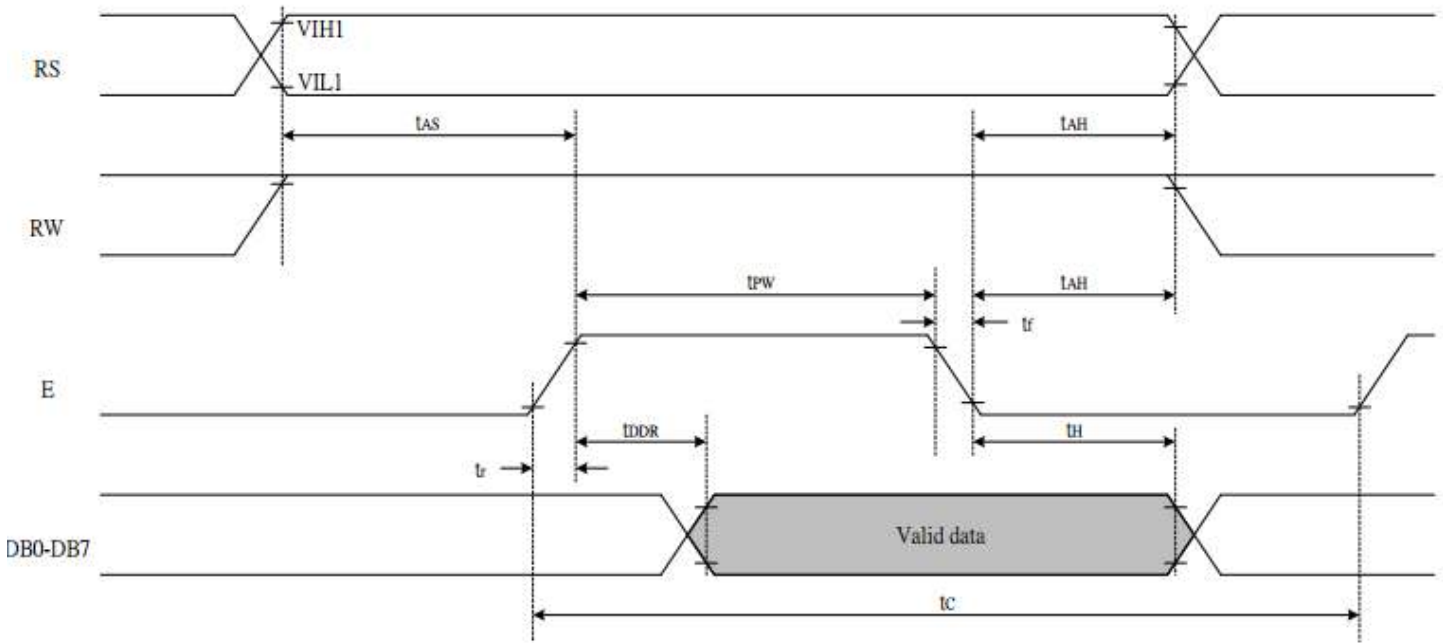 VIH1
RS
VIL1
tAS
tAH
RW
tPW
tAH
tf
E
tDDR
tH
tr
Valid data
DB0-DB7
tC